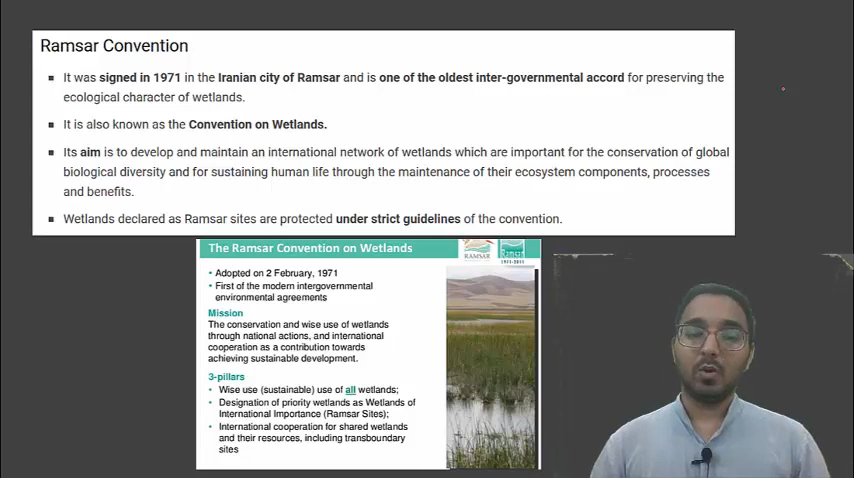 Ramsar Convention
It was signed in 1971 in the Iranian city of Ramsar and is one of the oldest inter-governmental accord for preserving the
ecological character of wetlands.
It is also known as the Convention on Wetlands.
Its aim is to develop and maintain an international network of wetlands which are important for the conservation of global
biological diversity and for sustaining human life through the maintenance of their ecosystem components, processes
and benefits.
Wetlands declared as Ramsar sites are protected under strict guidelines of the convention.
The Ramsar Convention on Wetlands
RAMSAR
Ramsar
1971-2011
• Adopted on 2 February, 1971
• First of the modern intergovernmental
environmental agreements
Mission
The conservation and wise use of wetlands
through national actions, and international
cooperation as a contribution towards
achieving sustainable development.
3-pillars
• Wise use (sustainable) use of all wetlands;
• Designation of priority wetlands as Wetlands of
International Importance (Ramsar Sites);
• International cooperation for shared wetlands
and their resources, including transboundary
sites